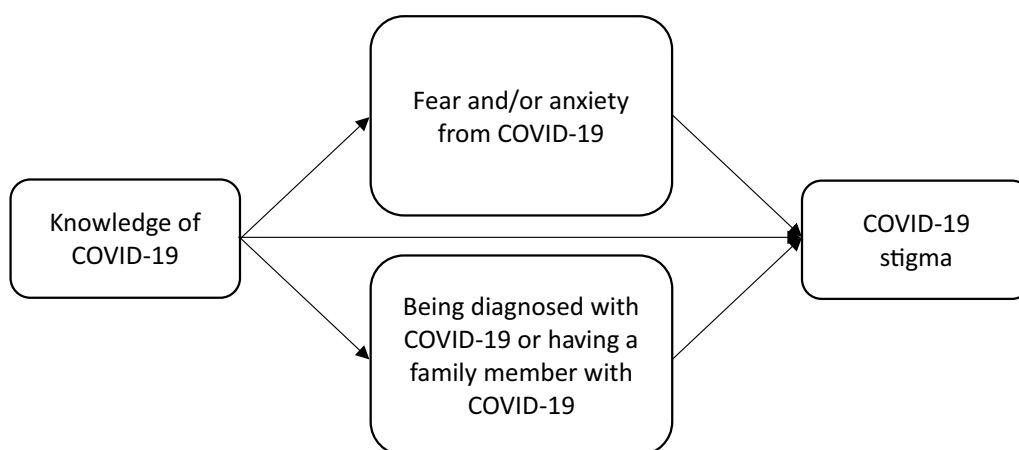 Fear and/or anxiety
from COVID-19
Knowledge of
COVID-19
COVID-19
stigma
Being diagnosed with
COVID-19 or having a
family member with
COVID-19